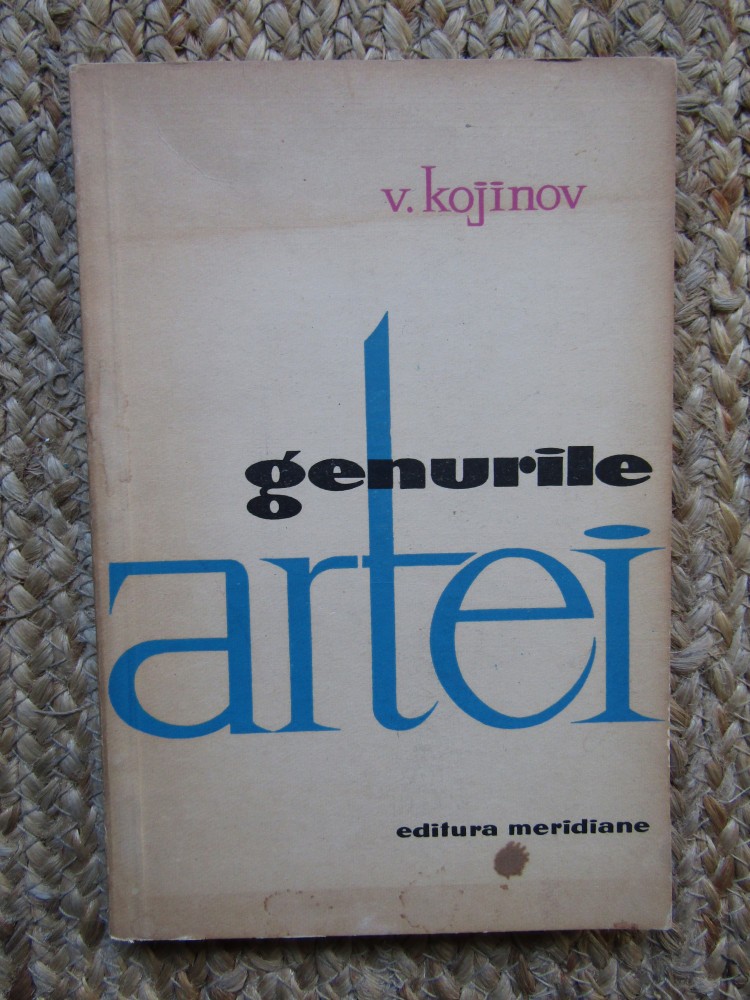 v. kojinov
genurile
artei
editura meridiane